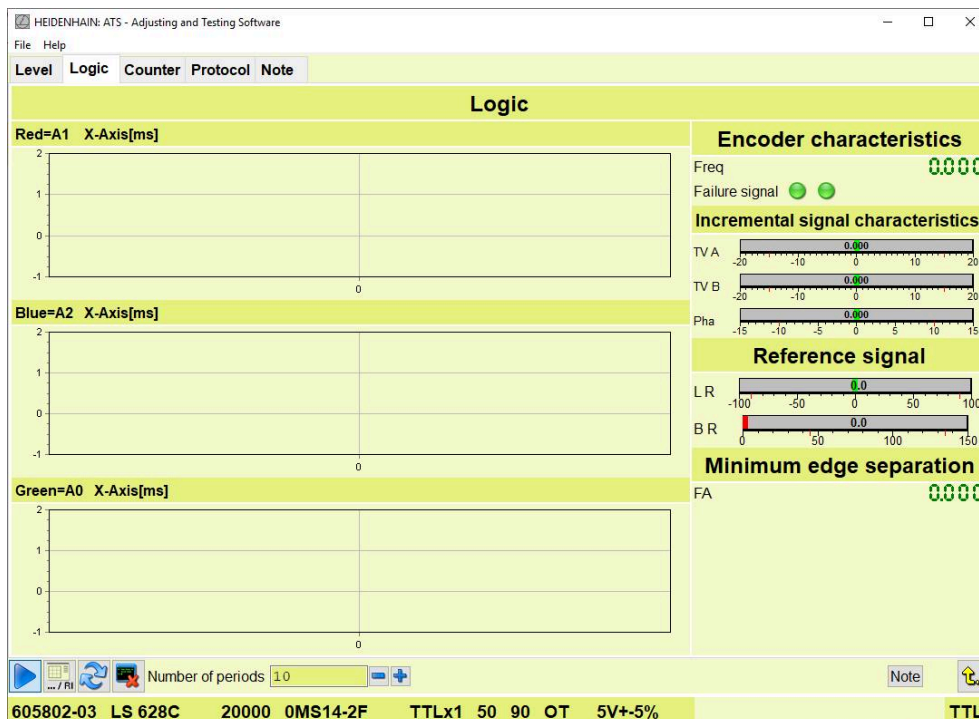 HEIDENHAIN: ATS - Adjusting and Testing Software
File Help
Level Logic Counter Protocol Note
Logic
Red=A1 X-Axis[ms]
2
1
0
-1
0
Blue=A2 X-Axis[ms]
2
1
0
-1
0
Green=A0 X-Axis[ms]
2
1
0
-1
0
Encoder characteristics
Freq 0.000
Failure signal
Incremental signal characteristics
TV A 0.000
-20 -10 0 10 20
TV B 0.000
-20 -10 0 10 20
Pha 0.000
-15 -10 -5 0 5 10 15
Reference signal
L R 0.0
-100 -50 0 50 100
B R 0.0
0 50 100 150
Minimum edge separation
FA 0.000
... / RI Number of periods 10 Note
605802-03 LS 628C 20000 0MS14-2F TTLx1 50 90 OT 5V+-5% TTL